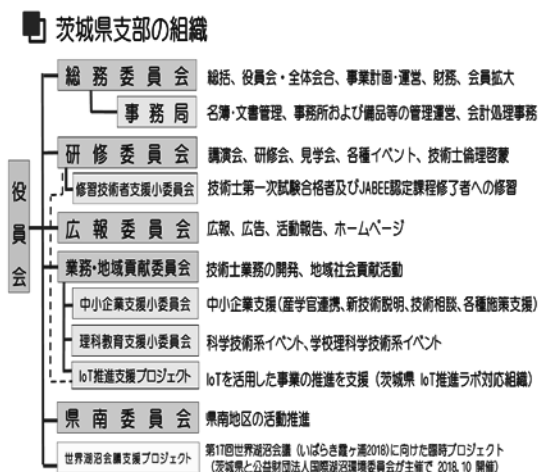 茨城県支部の組織
役員会
総務委員会 総括、役員会・全体会合、事業計画・運営、財務、会員拡大
事務局 名簿・文書管理、事務所および備品等の管理運営、会計処理事務
研修委員会 講演会、研修会、見学会、各種イベント、技術士倫理啓蒙
修習技術者支援小委員会 技術士第一次試験合格者及びJABEE認定課程修了者への修習
広報委員会 広報、広告、活動報告、ホームページ
業務・地域貢献委員会 技術士業務の開発、地域社会貢献活動
中小企業支援小委員会 中小企業支援(産学官連携、新技術説明、技術相談、各種施策支援)
理科教育支援小委員会 科学技術系イベント、学校理科学技術系イベント
IoT推進支援プロジェクト IoTを活用した事業の推進を支援（茨城県 IoT推進ラボ対応組織）
県南委員会 県南地区の活動推進
世界湖沼会議支援プロジェクト 第17回世界湖沼会議（いばらき霞ヶ浦2018)に向けた臨時プロジェクト
（茨城県と公益財団法人国際湖沼環境委員会が主催で 2018.10 開催）